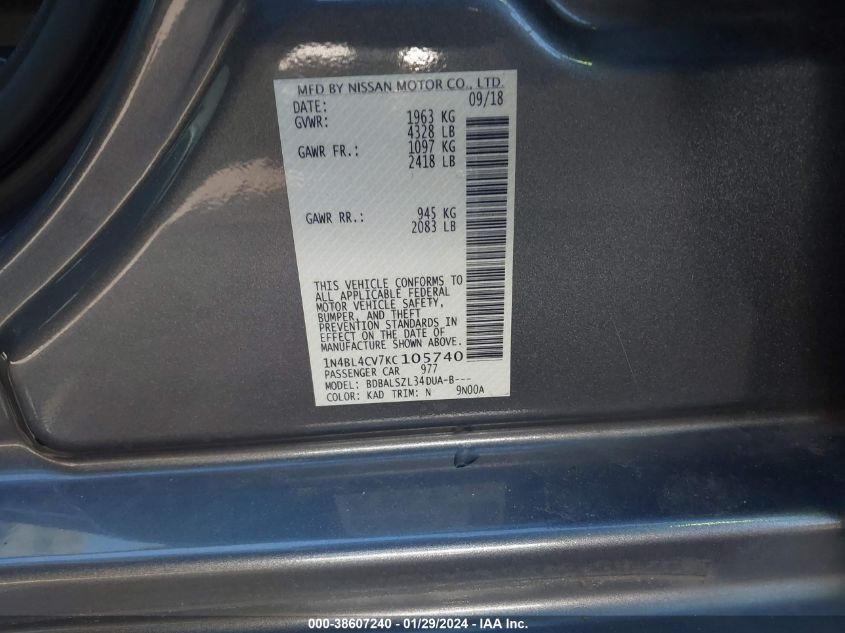 MFD BY NISSAN MOTOR CO., LTD.
DATE: 09/18
GVWR: 1963 KG
4328 LB
GAWR FR.: 1097 KG
2418 LB
GAWR RR.: 945 KG
2083 LB
THIS VEHICLE CONFORMS TO
ALL APPLICABLE FEDERAL
MOTOR VEHICLE SAFETY,
BUMPER, AND THEFT
PREVENTION STANDARDS IN
EFFECT ON THE DATE OF
MANUFACTURE SHOWN ABOVE.
1N4BL4CV7KC105740
PASSENGER CAR 977
MODEL: BDBALSZL34DUA-B---
COLOR: KAD TRIM: N 9N00A
000-38607240 - 01/29/2024 - IAA Inc.